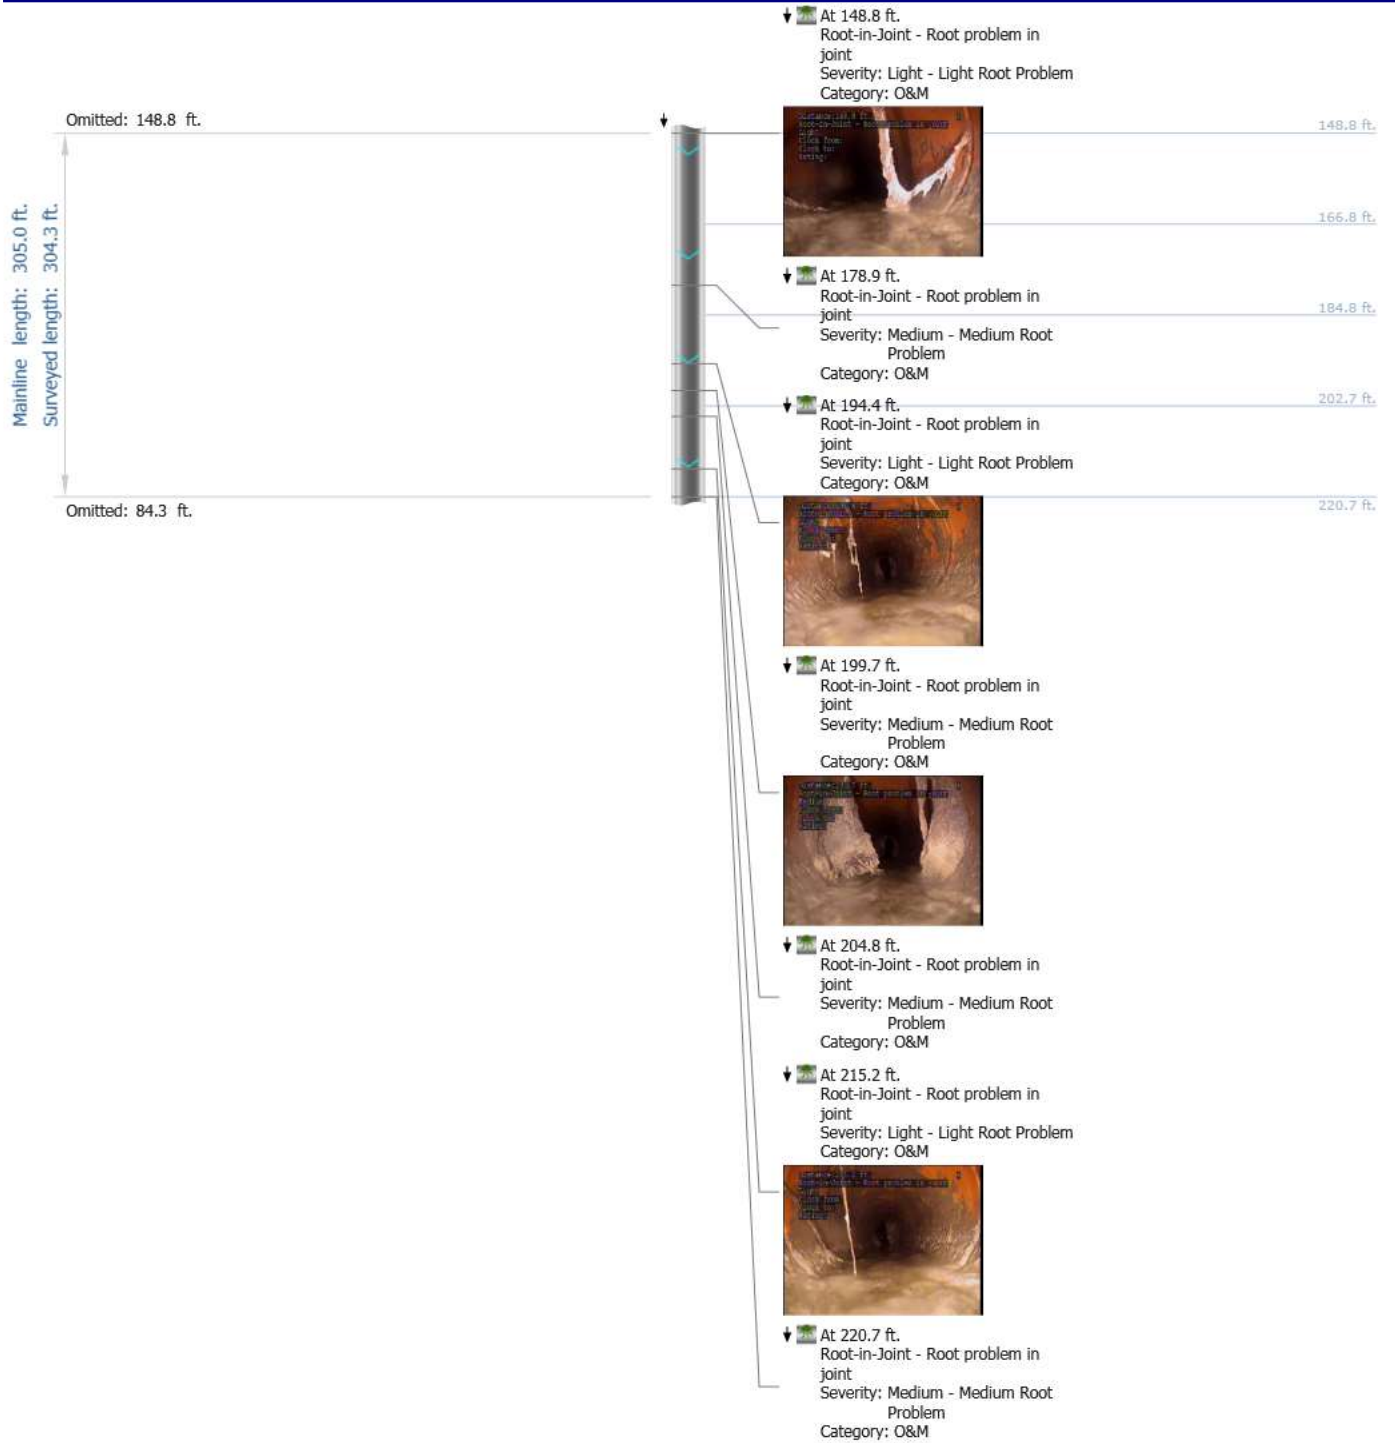 At 148.8 ft.
Root-in-Joint - Root problem in
joint
Severity: Light - Light Root Problem
Category: O&M
Omitted: 148.8 ft.
148.8 ft.
Mainline length: 305.0 ft.
Surveyed length: 304.3 ft.
166.8 ft.
At 178.9 ft.
Root-in-Joint - Root problem in
joint
184.8 ft.
Severity: Medium - Medium Root
Problem
Category: O&M
202.7 ft.
At 194.4 ft.
Root-in-Joint - Root problem in
joint
Severity: Light - Light Root Problem
Category: O&M
Omitted: 84.3 ft.
220.7 ft.
At 199.7 ft.
Root-in-Joint - Root problem in
joint
Severity: Medium - Medium Root
Problem
Category: O&M
At 204.8 ft.
Root-in-Joint - Root problem in
joint
Severity: Medium - Medium Root
Problem
Category: O&M
At 215.2 ft.
Root-in-Joint - Root problem in
joint
Severity: Light - Light Root Problem
Category: O&M
At 220.7 ft.
Root-in-Joint - Root problem in
joint
Severity: Medium - Medium Root
Problem
Category: O&M